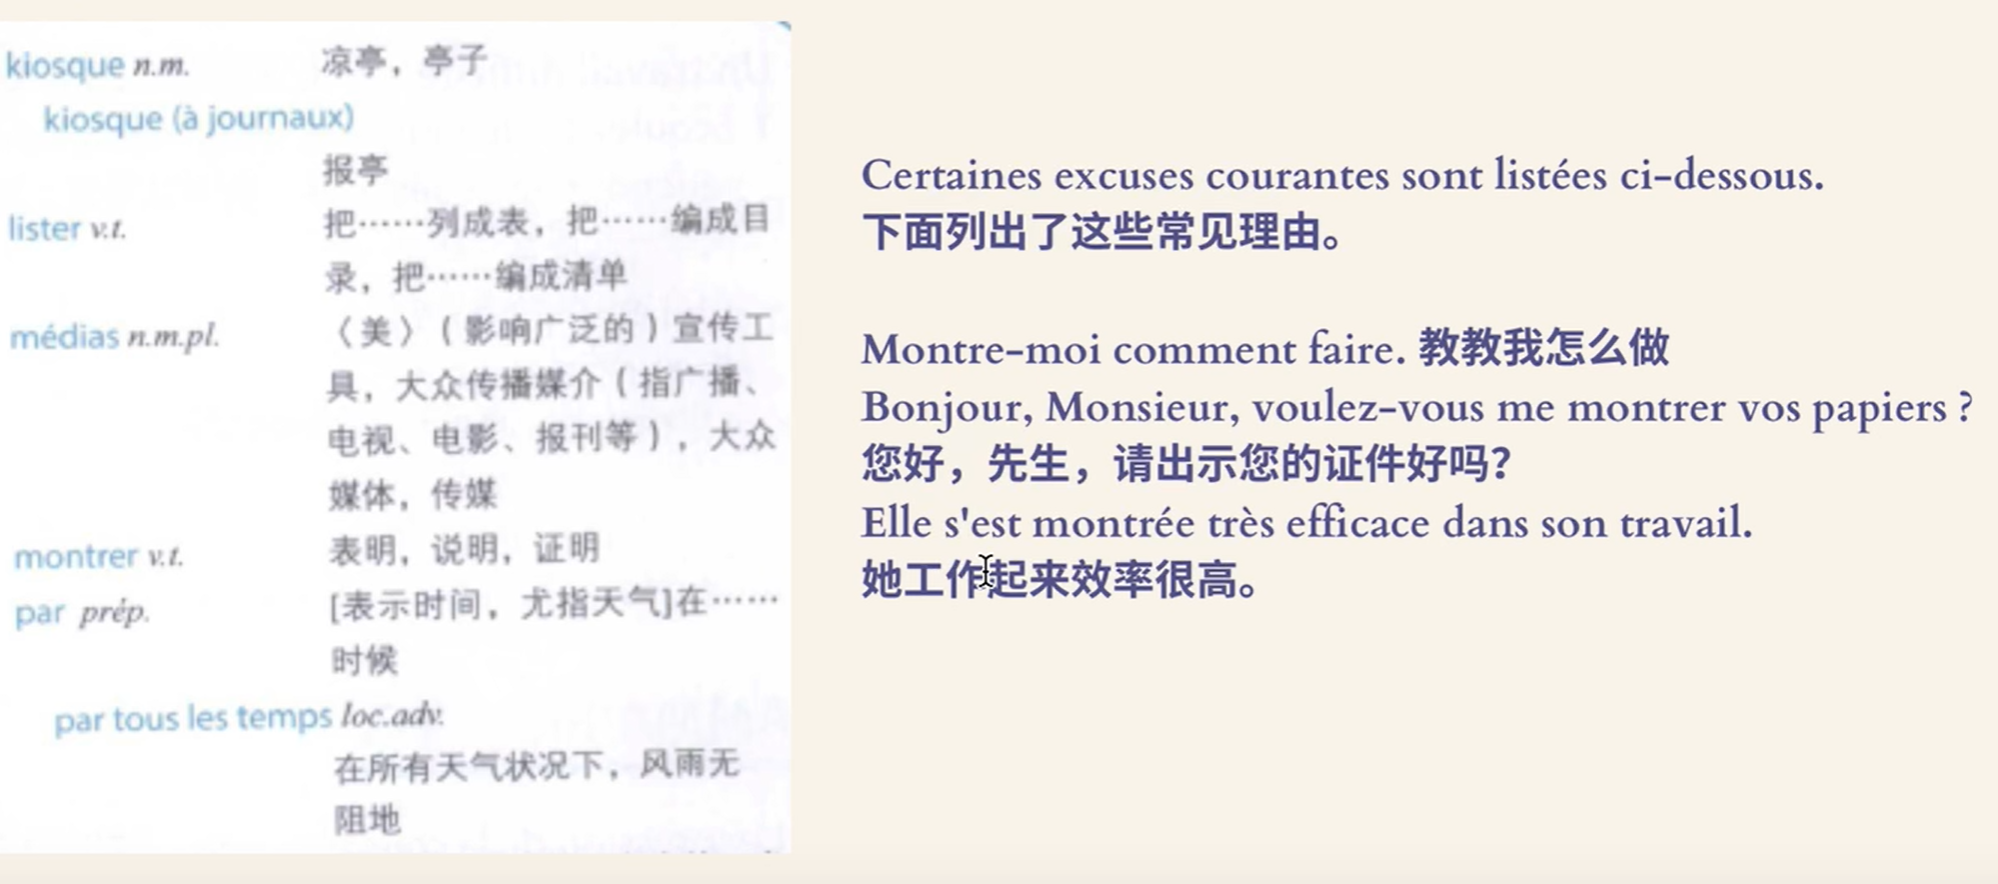 kiosque n.m. 凉亭，亭子
kiosque (à journaux)
报亭
lister v.t. 把……列成表，把……编成目
录，把……编成清单
médias n.m.pl. 〈美〉（影响广泛的）宣传工
具，大众传播媒介（指广播、
电视、电影、报刊等），大众
媒体，传媒
montrer v.t. 表明，说明，证明
par prép. [表示时间，尤指天气]在……
时候
par tous les temps loc.adv.
在所有天气状况下，风雨无
阻地
Certaines excuses courantes sont listées ci-dessous.
下面列出了这些常见理由。
Montre-moi comment faire. 教教我怎么做
Bonjour, Monsieur, voulez-vous me montrer vos papiers ?
您好，先生，请出示您的证件好吗？
Elle s'est montrée très efficace dans son travail.
她工作起来效率很高。